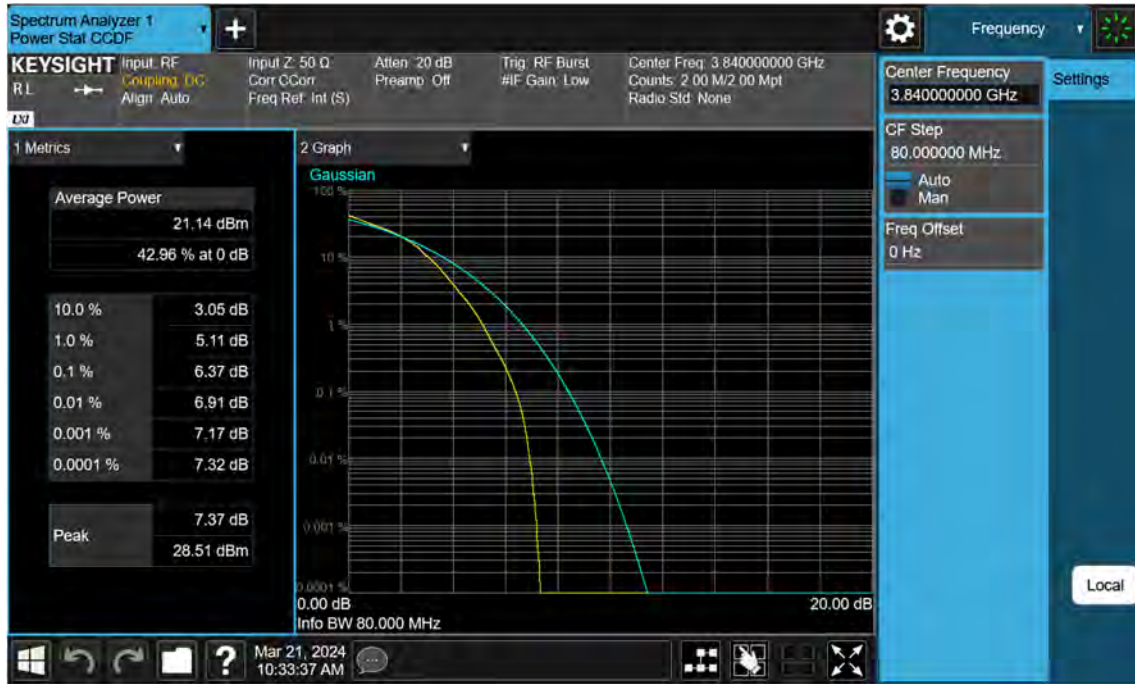 Spectrum Analyzer 1
Power Stat CCDF
+
Frequency
KEYSIGHT
RL
LXI
Input: RF
Coupling: DC
Align: Auto
Input Z: 50 Ω
Corr CCorr
Freq Ref: Int (S)
Atten: 20 dB
Preamp: Off
Trig: RF Burst
#IF Gain: Low
Center Freq: 3.840000000 GHz
Counts: 2.00 M/2.00 Mpt
Radio Std: None
Center Frequency
3.840000000 GHz
Settings
CF Step
80.000000 MHz
Auto
Man
Freq Offset
0 Hz
Local
1 Metrics
Average Power
21.14 dBm
42.96 % at 0 dB
10.0 % 3.05 dB
1.0 % 5.11 dB
0.1 % 6.37 dB
0.01 % 6.91 dB
0.001 % 7.17 dB
0.0001 % 7.32 dB
Peak
7.37 dB
28.51 dBm
2 Graph
Gaussian
100 %
10 %
1 %
0.1 %
0.01 %
0.001 %
0.0001 %
0.00 dB
20.00 dB
Info BW 80.000 MHz
?
Mar 21, 2024
10:33:37 AM